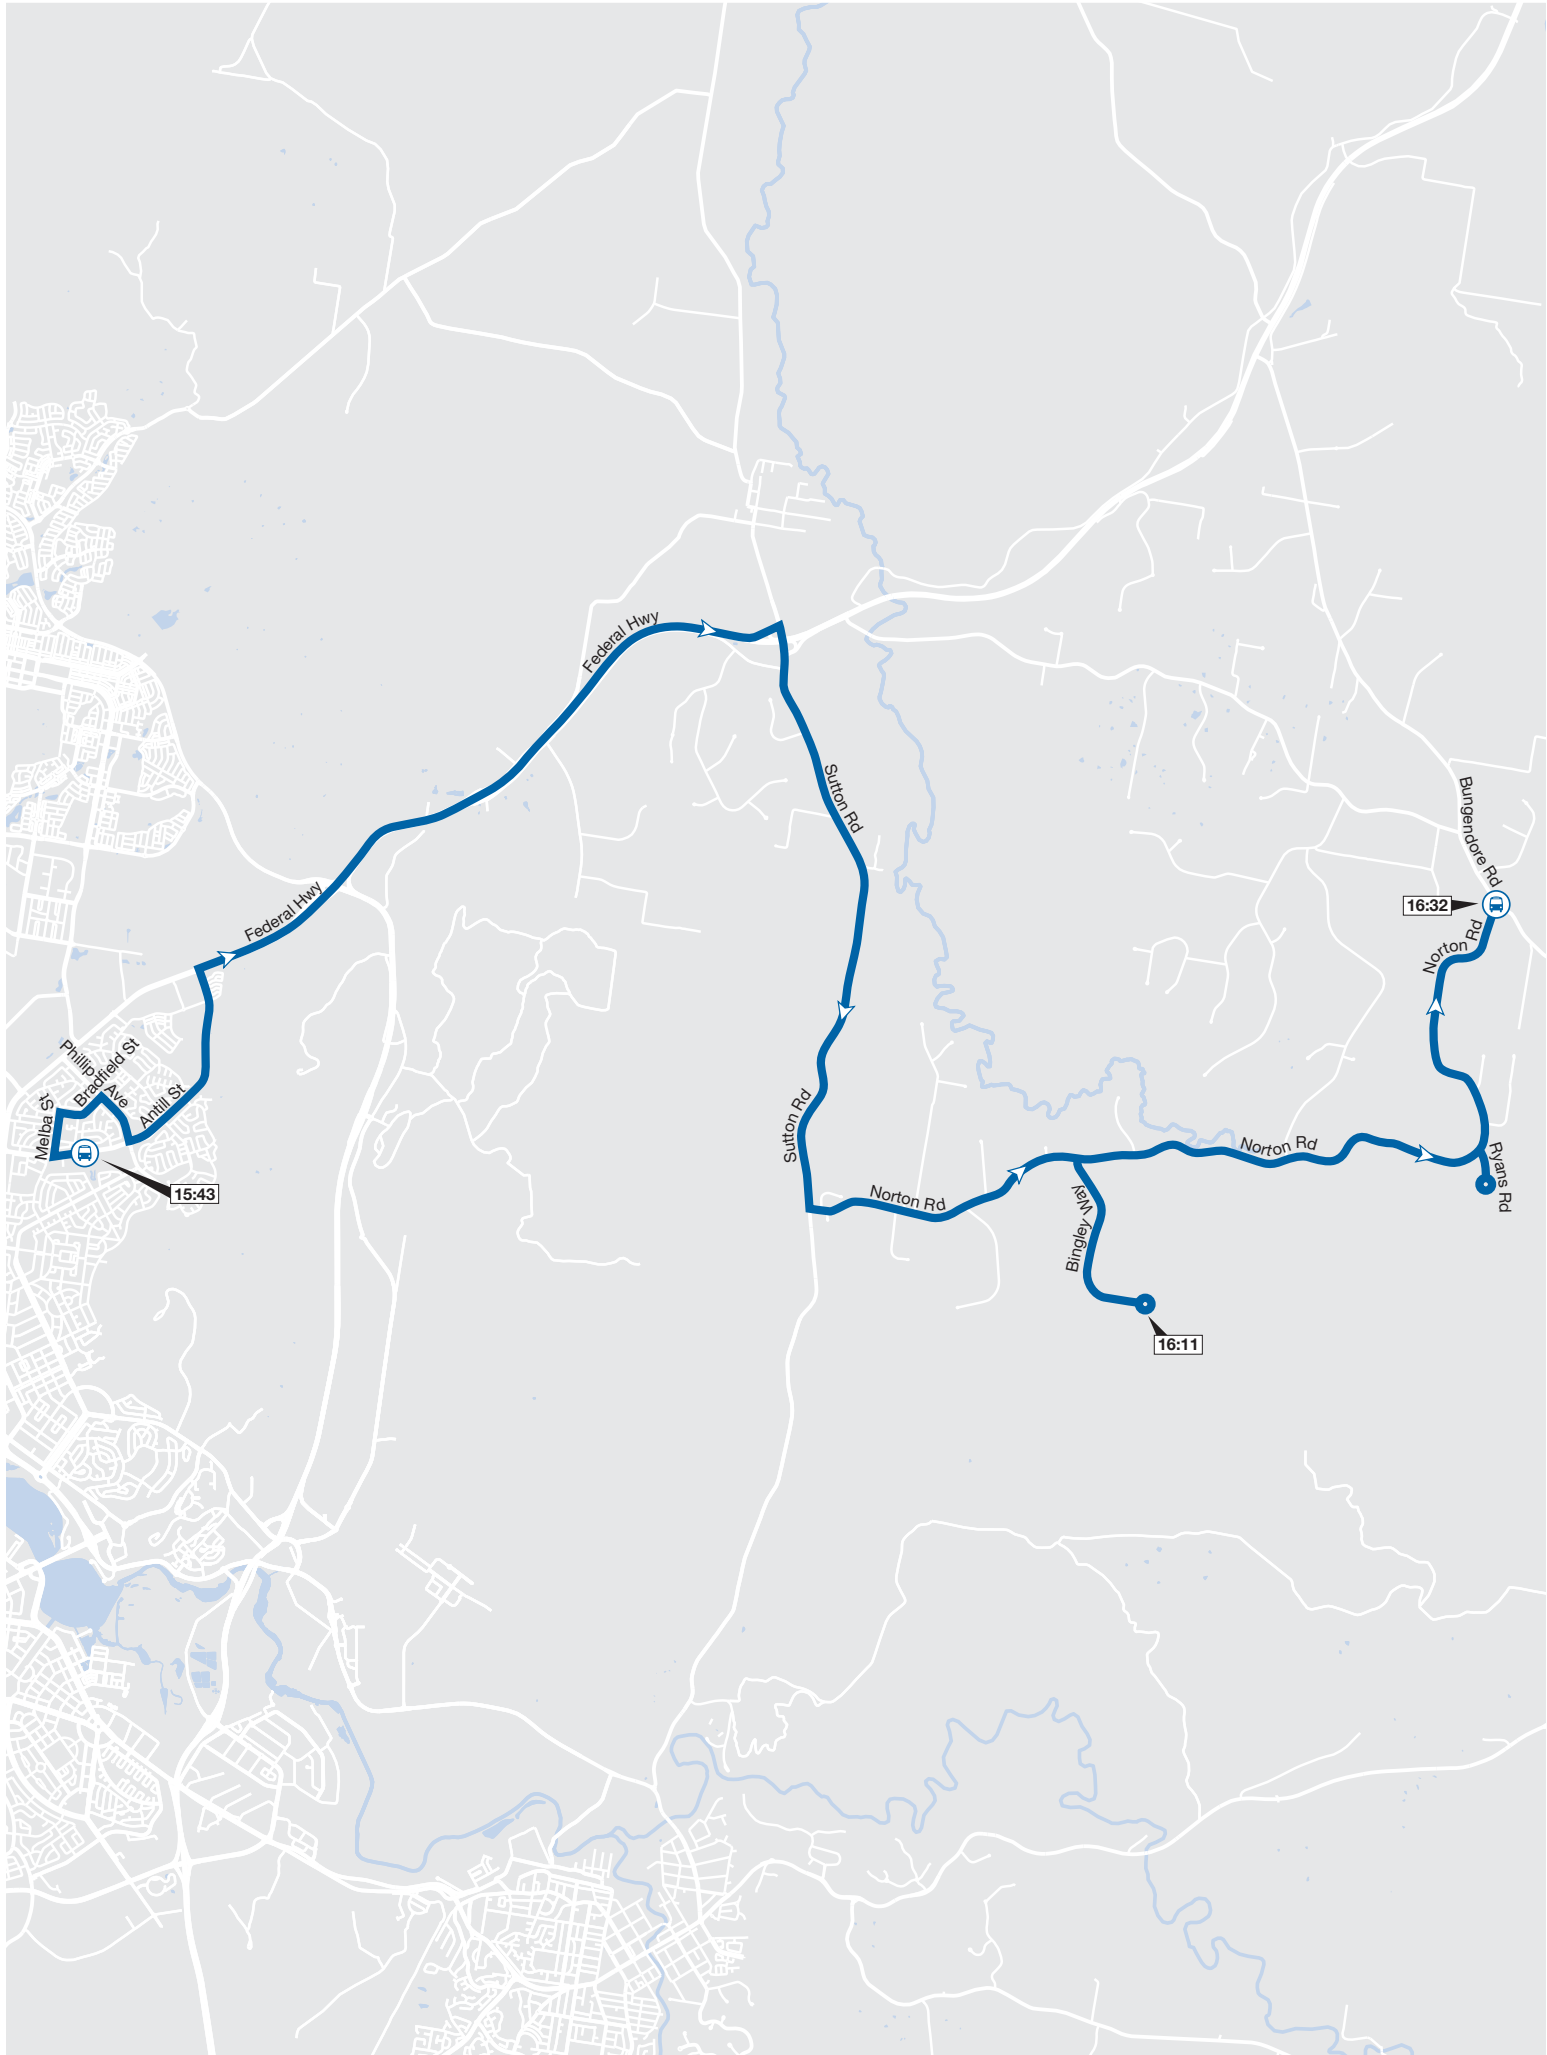 Federal Hwy
Sutton Rd
Bungendore Rd
Federal Hwy
16:32
Norton Rd
Phillip Ave
Bradfield St
Melba St
Antill St
Sutton Rd
Norton Rd
Ryans Rd
15:43
Norton Rd
Bingley Way
16:11